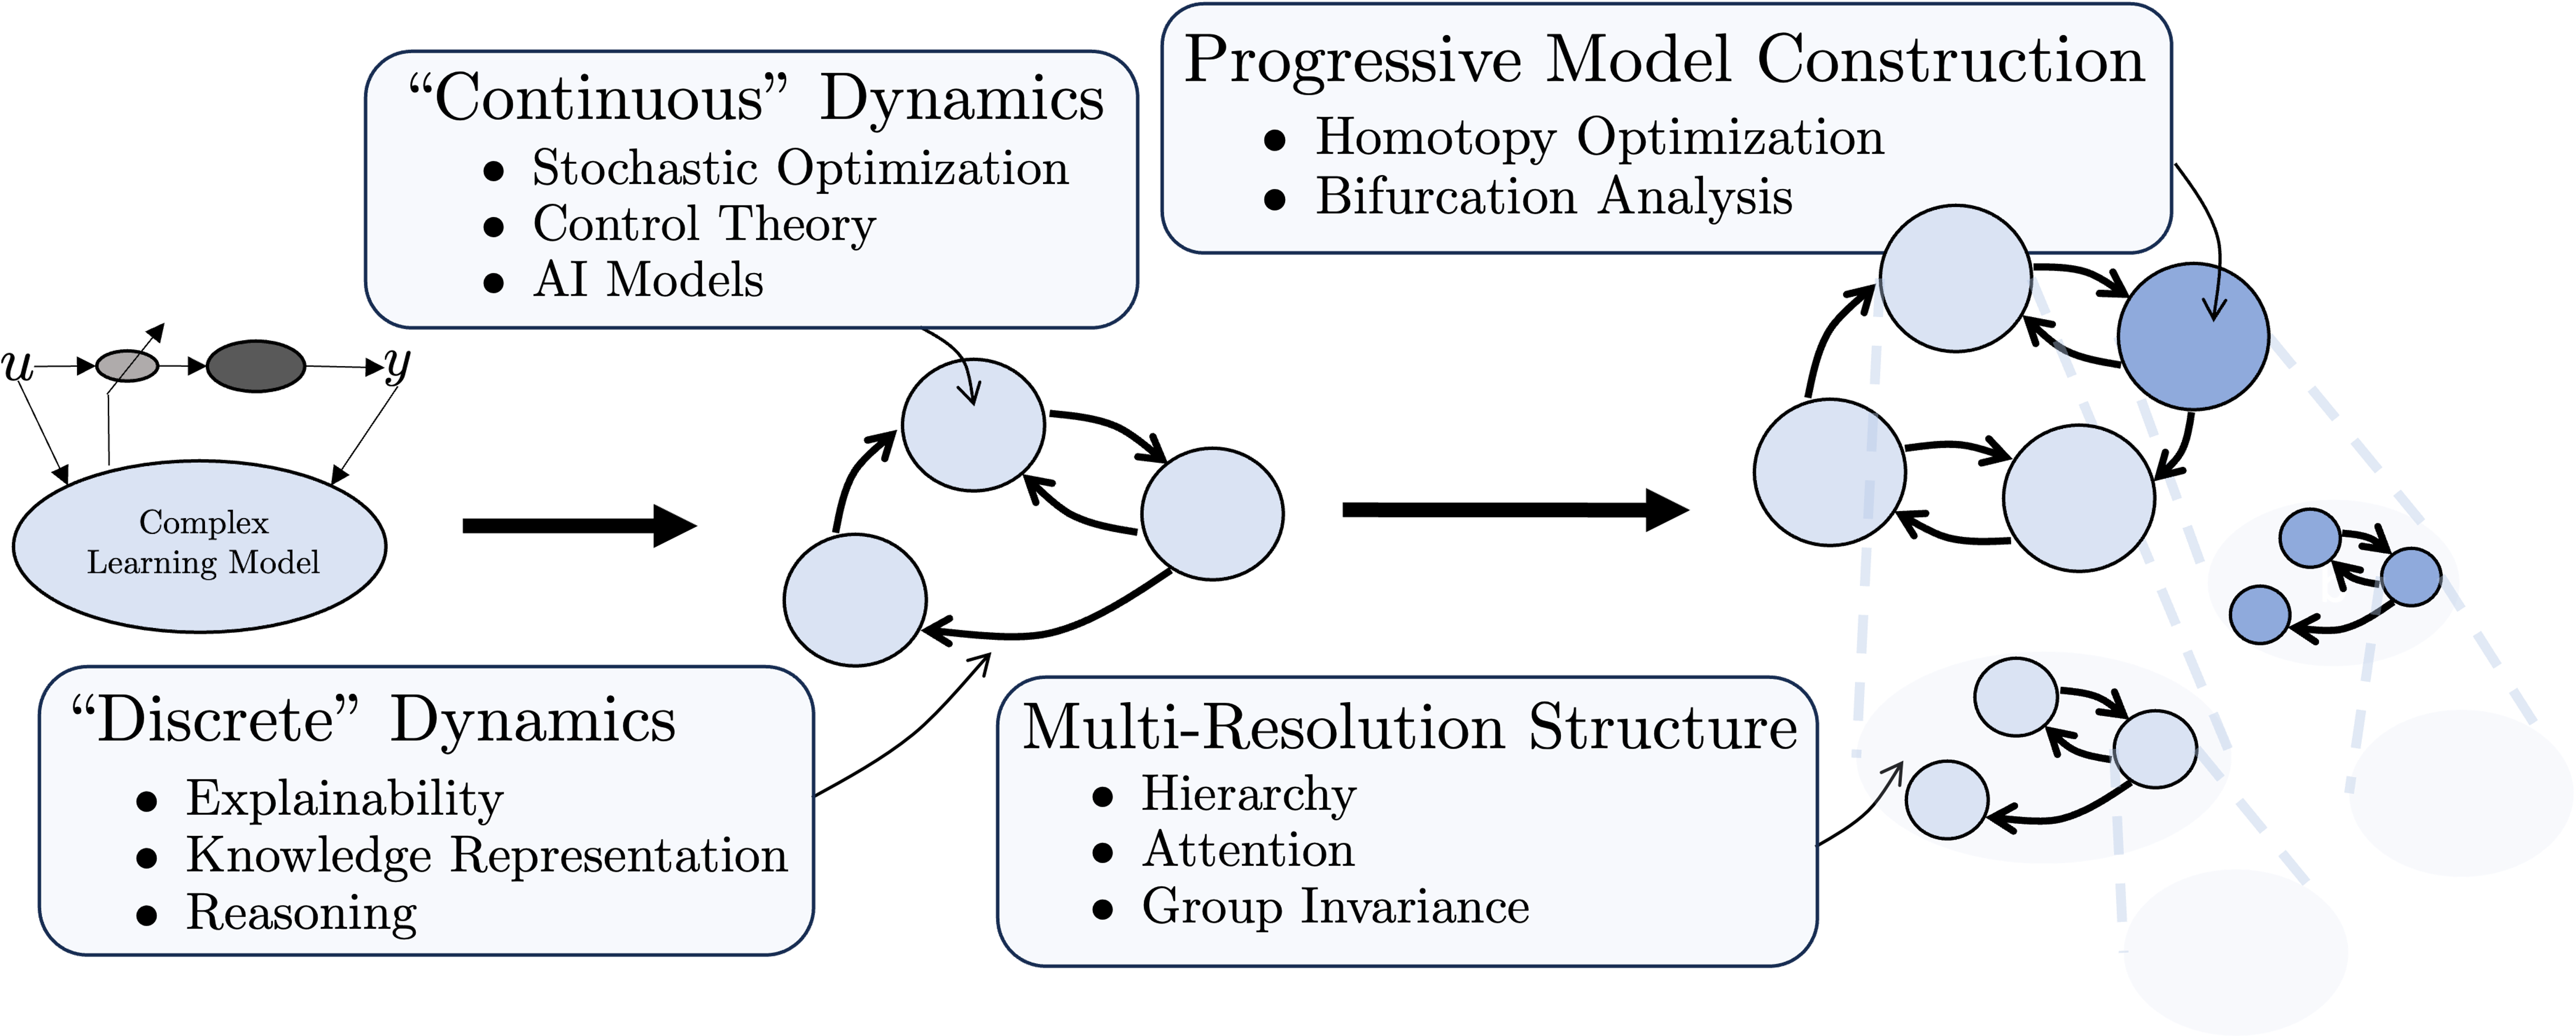 “Continuous” Dynamics
● Stochastic Optimization
● Control Theory
● AI Models
Progressive Model Construction
● Homotopy Optimization
● Bifurcation Analysis
u
y
Complex
Learning Model
“Discrete” Dynamics
● Explainability
● Knowledge Representation
● Reasoning
Multi-Resolution Structure
● Hierarchy
● Attention
● Group Invariance